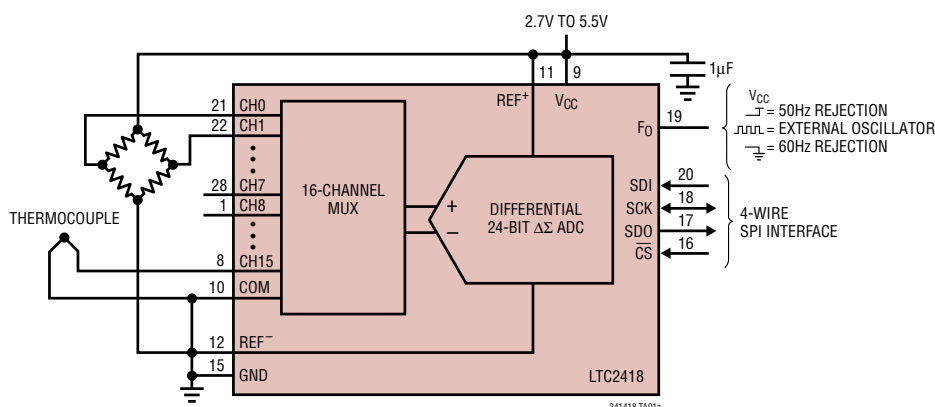 2.7V TO 5.5V
1µF
11
9
REF+
VCC
21
CH0
22
CH1
28
CH7
1
CH8
8
CH15
10
COM
12
REF–
15
GND
THERMOCOUPLE
16-CHANNEL
MUX
+
–
DIFFERENTIAL
24-BIT ΔΣ ADC
19
FO
VCC
= 50Hz REJECTION
= EXTERNAL OSCILLATOR
= 60Hz REJECTION
SDI
20
SCK
18
SDO
17
CS
16
4-WIRE
SPI INTERFACE
LTC2418
241418 TA01a